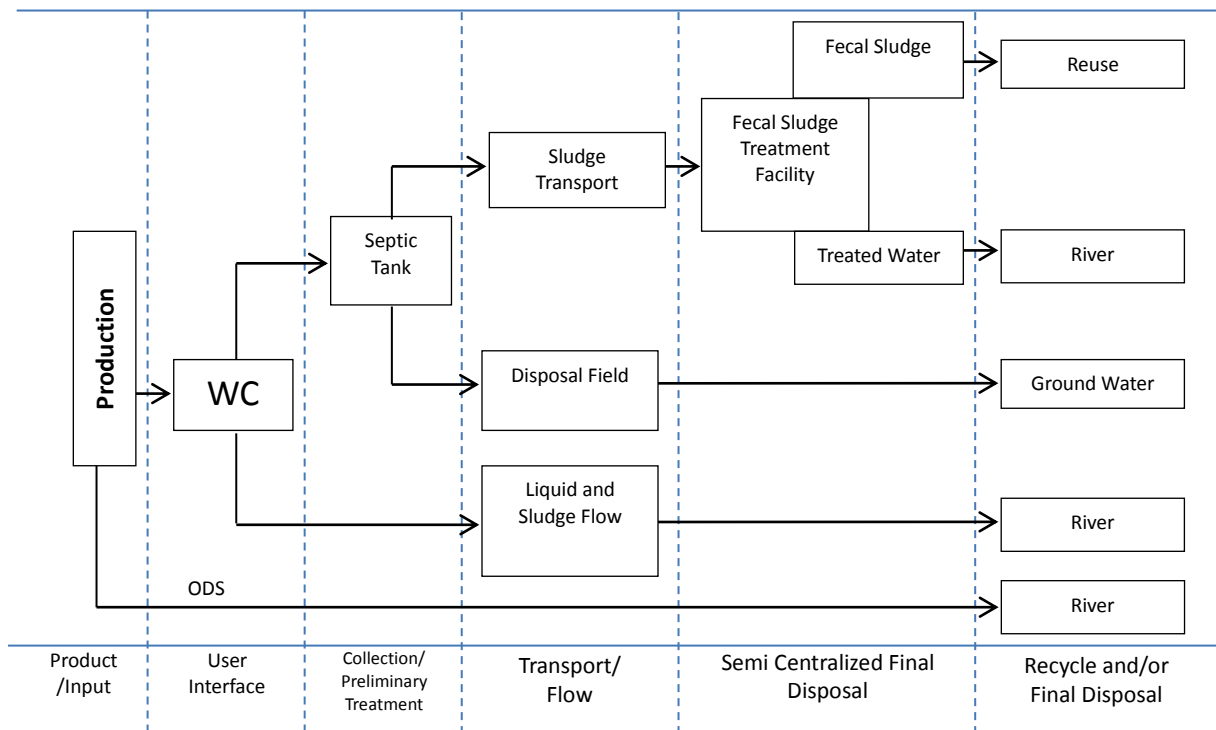 Fecal Sludge
Reuse
Fecal Sludge
Treatment
Facility
Sludge
Transport
Septic
Tank
Treated Water
River
Production
WC
Disposal Field
Ground Water
Liquid and
Sludge Flow
River
ODS
River
Product
/Input
User
Interface
Collection/
Preliminary
Treatment
Transport/
Flow
Semi Centralized Final
Disposal
Recycle and/or
Final Disposal